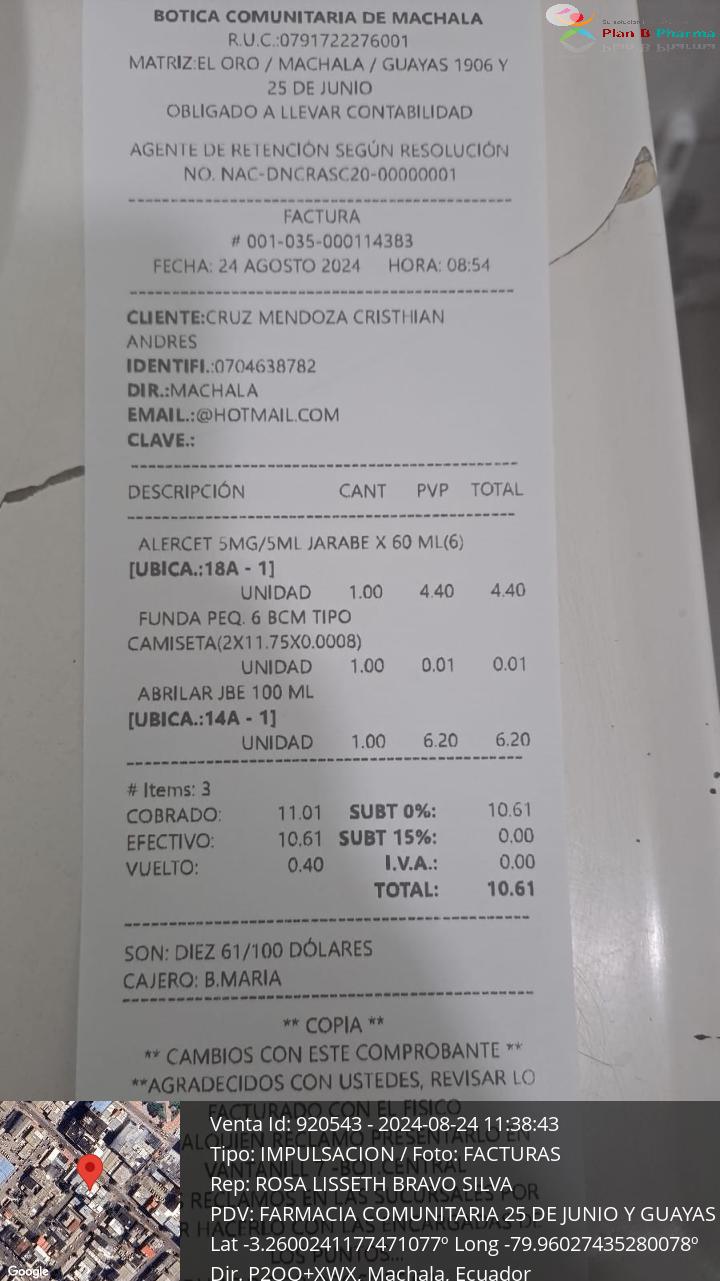 BOTICA COMUNITARIA DE MACHALA
R.U.C.:0791722276001
MATRIZ:EL ORO / MACHALA / GUAYAS 1906 Y
25 DE JUNIO
OBLIGADO A LLEVAR CONTABILIDAD
AGENTE DE RETENCIÓN SEGÚN RESOLUCIÓN
NO. NAC-DNCRASC20-00000001
FACTURA
# 001-035-000114383
FECHA: 24 AGOSTO 2024 HORA: 08:54
CLIENTE:CRUZ MENDOZA CRISTHIAN
ANDRES
IDENTIFI.:0704638782
DIR.:MACHALA
EMAIL.:@HOTMAIL.COM
CLAVE.:
DESCRIPCIÓN CANT PVP TOTAL
ALERCET 5MG/5ML JARABE X 60 ML(6)
[UBICA.:18A - 1]
UNIDAD 1.00 4.40 4.40
FUNDA PEQ. 6 BCM TIPO
CAMISETA(2X11.75X0.0008)
UNIDAD 1.00 0.01 0.01
ABRILAR JBE 100 ML
[UBICA.:14A - 1]
UNIDAD 1.00 6.20 6.20
# Items: 3
COBRADO: 11.01 SUBT 0%: 10.61
EFECTIVO: 10.61 SUBT 15%: 0.00
VUELTO: 0.40 I.V.A.: 0.00
TOTAL: 10.61
SON: DIEZ 61/100 DÓLARES
CAJERO: B.MARIA
** COPIA **
** CAMBIOS CON ESTE COMPROBANTE **
**AGRADECIDOS CON USTEDES, REVISAR LO
FACTURADO CON EL FISICO
RECLAMO PRESENTARLO EN
Plan B Pharma
Venta Id: 920543 - 2024-08-24 11:38:43
Tipo: IMPULSACION / Foto: FACTURAS
Rep: ROSA LISSETH BRAVO SILVA
PDV: FARMACIA COMUNITARIA 25 DE JUNIO Y GUAYAS
Lat -3.2600241177471077º Long -79.96027435280078º
Dir. P2QQ+XWX, Machala, Ecuador
Google